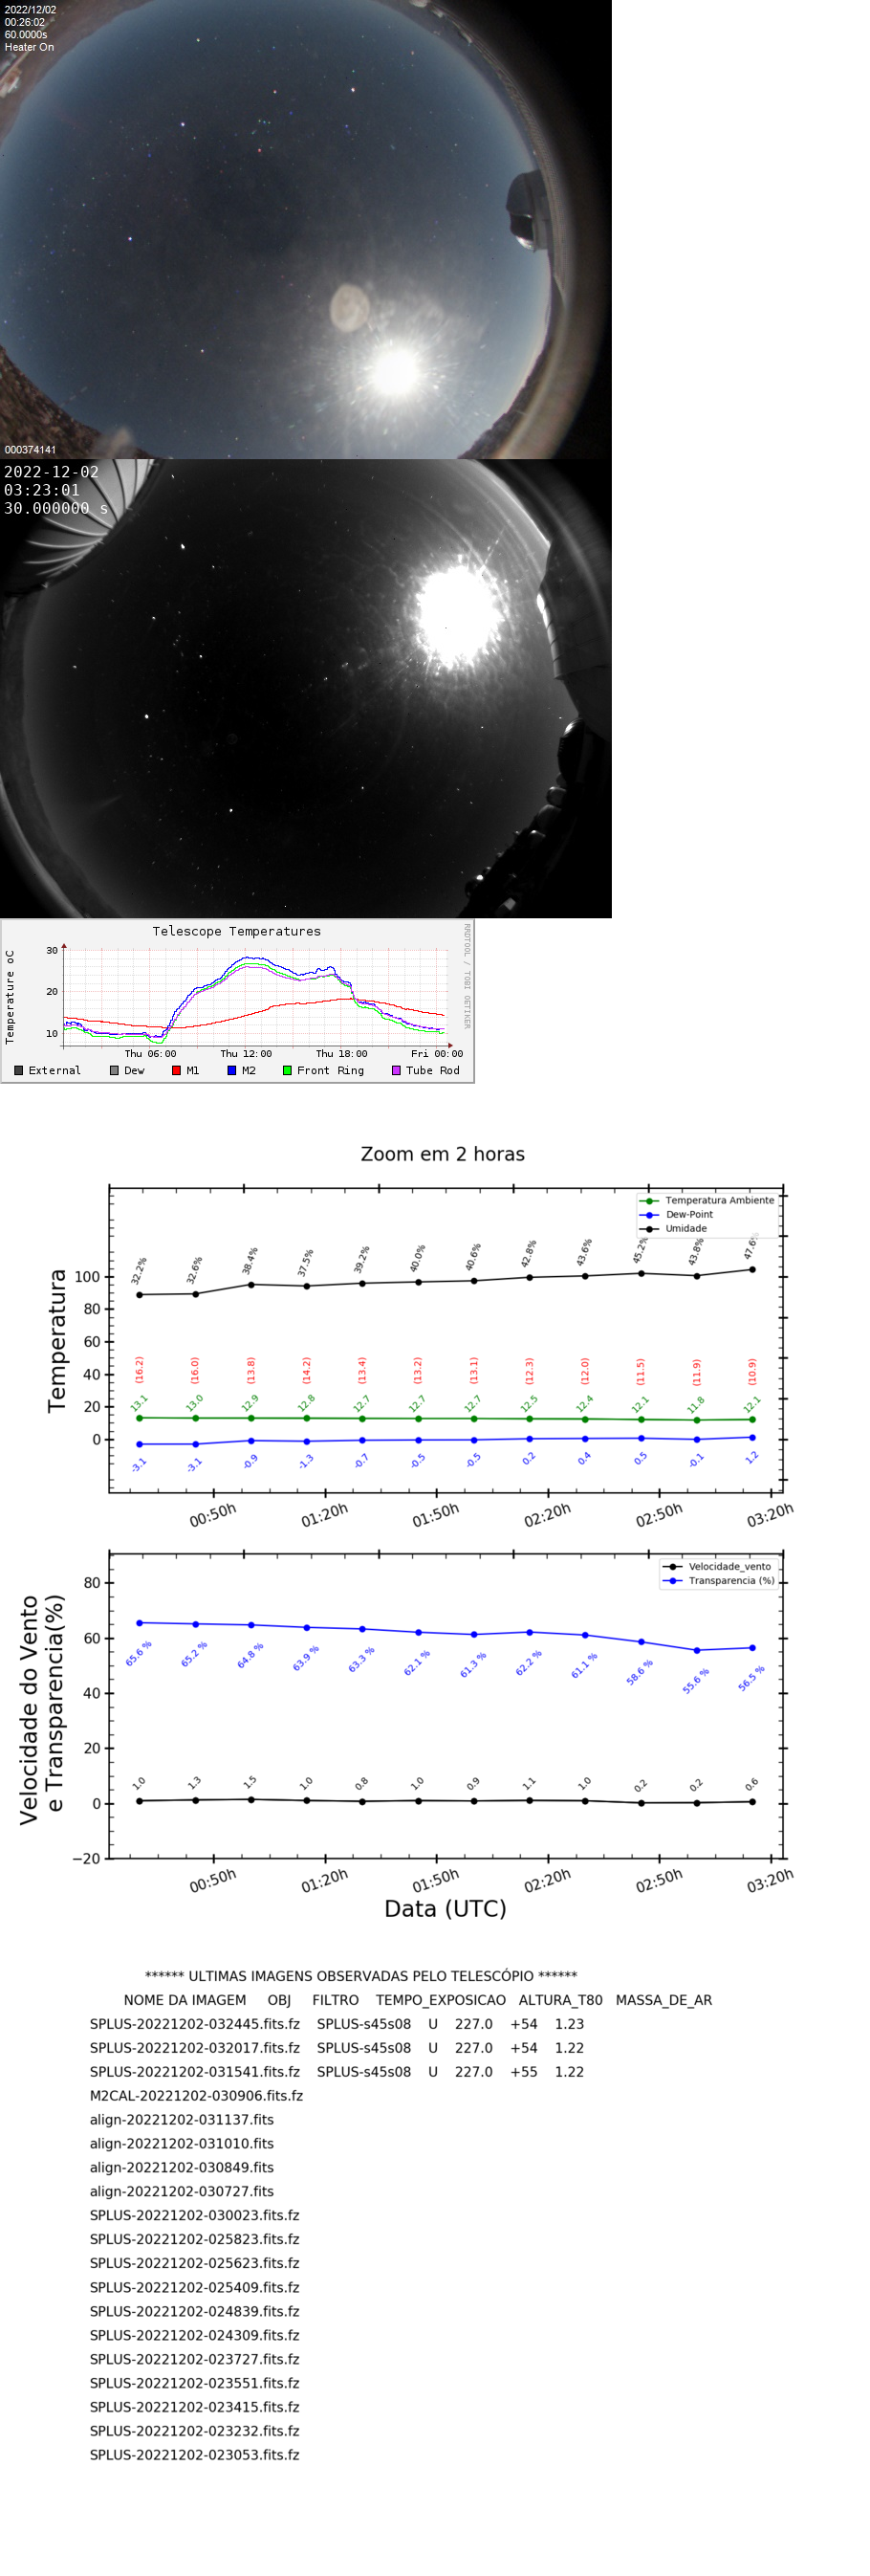 2022/12/02
00:26:02
60.0000s
Heater On
000374141
2022-12-02
03:23:01
30.000000 s
Telescope Temperatures
RRDTOOL / TOBI OETIKER
Temperature oC
30
20
10
Thu 06:00 Thu 12:00 Thu 18:00 Fri 00:00
External Dew M1 M2 Front Ring Tube Rod
Zoom em 2 horas
Temperatura Ambiente
Dew-Point
Umidade
Temperatura
100
80
60
40
20
0
32.2% 32.6% 38.4% 37.5% 39.2% 40.0% 40.6% 42.8% 43.6% 45.2% 43.8% 47.6%
(16.2) (16.0) (13.8) (14.2) (13.4) (13.2) (13.1) (12.3) (12.0) (11.5) (11.9) (10.9)
13.1 13.0 12.9 12.8 12.7 12.7 12.7 12.5 12.4 12.1 11.8 12.1
-3.1 -3.1 -0.9 -1.3 -0.7 -0.5 -0.5 0.2 0.4 0.5 -0.1 1.2
00:50h 01:20h 01:50h 02:20h 02:50h 03:20h
Velocidade_vento
Transparencia (%)
Velocidade do Vento
e Transparencia(%)
80
60
40
20
0
−20
65.6 % 65.2 % 64.8 % 63.9 % 63.3 % 62.1 % 61.3 % 62.2 % 61.1 % 58.6 % 55.6 % 56.5 %
1.0 1.3 1.5 1.0 0.8 1.0 0.9 1.1 1.0 0.2 0.2 0.6
00:50h 01:20h 01:50h 02:20h 02:50h 03:20h
Data (UTC)
****** ULTIMAS IMAGENS OBSERVADAS PELO TELESCÓPIO ******
NOME DA IMAGEM OBJ FILTRO TEMPO_EXPOSICAO ALTURA_T80 MASSA_DE_AR
SPLUS-20221202-032445.fits.fz SPLUS-s45s08 U 227.0 +54 1.23
SPLUS-20221202-032017.fits.fz SPLUS-s45s08 U 227.0 +54 1.22
SPLUS-20221202-031541.fits.fz SPLUS-s45s08 U 227.0 +55 1.22
M2CAL-20221202-030906.fits.fz
align-20221202-031137.fits
align-20221202-031010.fits
align-20221202-030849.fits
align-20221202-030727.fits
SPLUS-20221202-030023.fits.fz
SPLUS-20221202-025823.fits.fz
SPLUS-20221202-025623.fits.fz
SPLUS-20221202-025409.fits.fz
SPLUS-20221202-024839.fits.fz
SPLUS-20221202-024309.fits.fz
SPLUS-20221202-023727.fits.fz
SPLUS-20221202-023551.fits.fz
SPLUS-20221202-023415.fits.fz
SPLUS-20221202-023232.fits.fz
SPLUS-20221202-023053.fits.fz